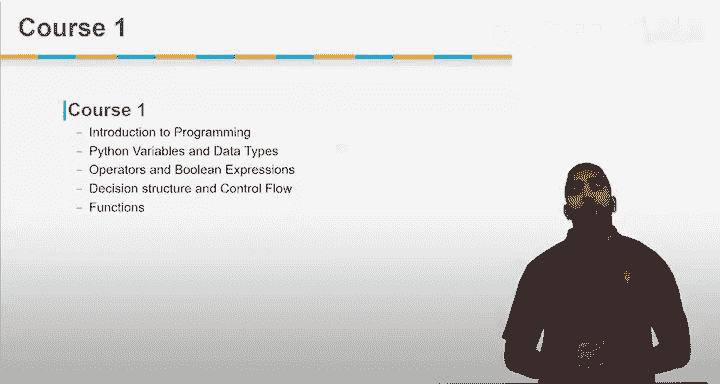 Course 1
Course 1
– Introduction to Programming
– Python Variables and Data Types
– Operators and Boolean Expressions
– Decision structure and Control Flow
– Functions